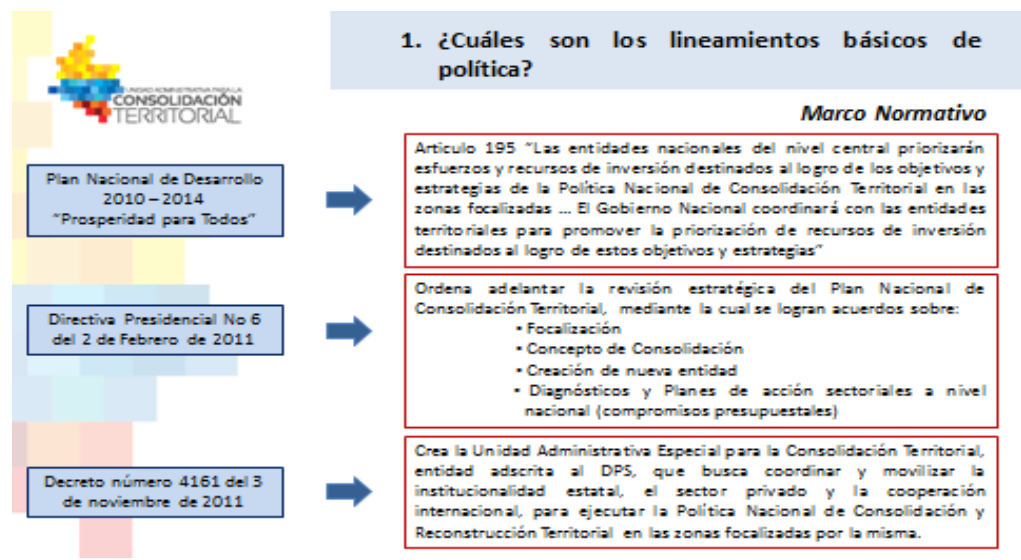 UNIDAD ADMINISTRATIVA PARA LA
CONSOLIDACIÓN
TERRITORIAL
1. ¿Cuáles son los lineamientos básicos de
política?
Marco Normativo
Plan Nacional de Desarrollo
2010 – 2014
“Prosperidad para Todos”
Articulo 195 “Las entidades nacionales del nivel central priorizarán
esfuerzos y recursos de inversión destinados al logro de los objetivos y
estrategias de la Política Nacional de Consolidación Territorial en las
zonas focalizadas ... El Gobierno Nacional coordinará con las entidades
territoriales para promover la priorización de recursos de inversión
destinados al logro de estos objetivos y estrategias”
Directiva Presidencial No 6
del 2 de Febrero de 2011
Ordena adelantar la revisión estratégica del Plan Nacional de
Consolidación Territorial, mediante la cual se logran acuerdos sobre:
▪ Focalización
▪ Concepto de Consolidación
▪ Creación de nueva entidad
▪ Diagnósticos y Planes de acción sectoriales a nivel
nacional (compromisos presupuestales)
Decreto número 4161 del 3
de noviembre de 2011
Crea la Unidad Administrativa Especial para la Consolidación Territorial,
entidad adscrita al DPS, que busca coordinar y movilizar la
institucionalidad estatal, el sector privado y la cooperación
internacional, para ejecutar la Política Nacional de Consolidación y
Reconstrucción Territorial en las zonas focalizadas por la misma.